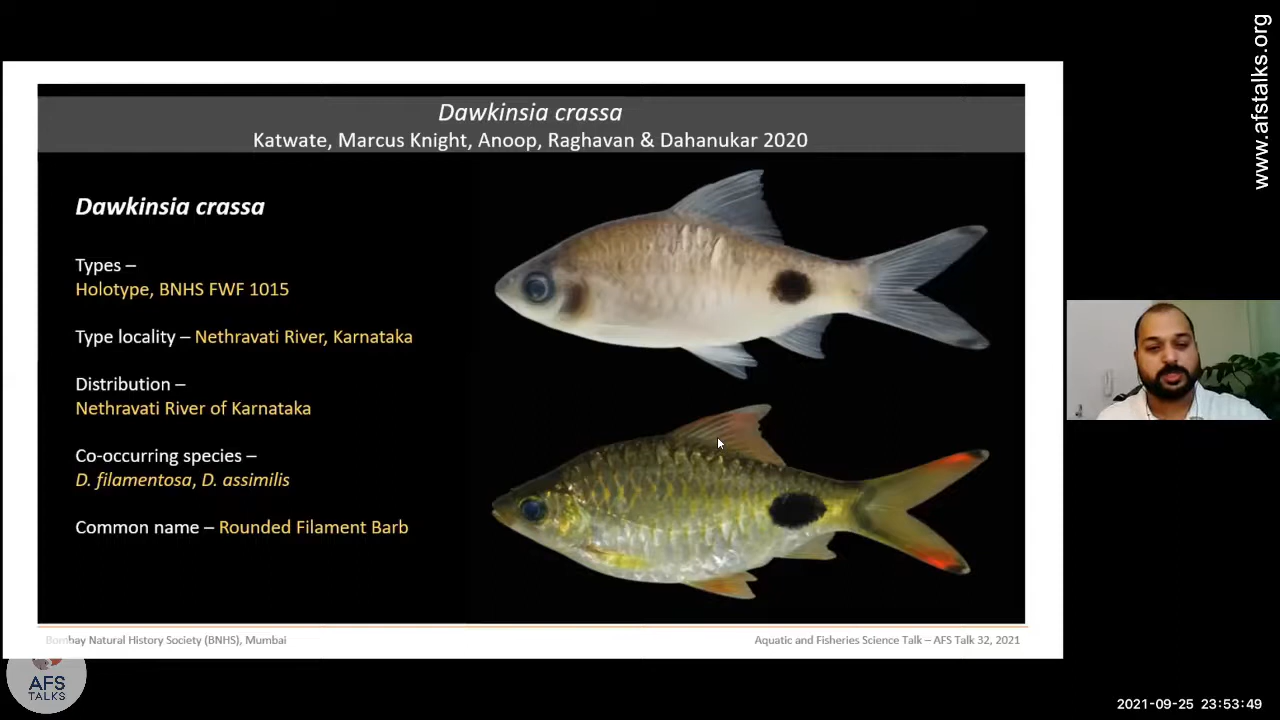 www.afstalks.org
Dawkinsia crassa
Katwate, Marcus Knight, Anoop, Raghavan & Dahanukar 2020
Dawkinsia crassa
Types –
Holotype, BNHS FWF 1015
Type locality – Nethravati River, Karnataka
Distribution –
Nethravati River of Karnataka
Co-occurring species –
D. filamentosa, D. assimilis
Common name – Rounded Filament Barb
Bombay Natural History Society (BNHS), Mumbai
Aquatic and Fisheries Science Talk – AFS Talk 32, 2021
AFS
TALKS
2021-09-25 23:53:49